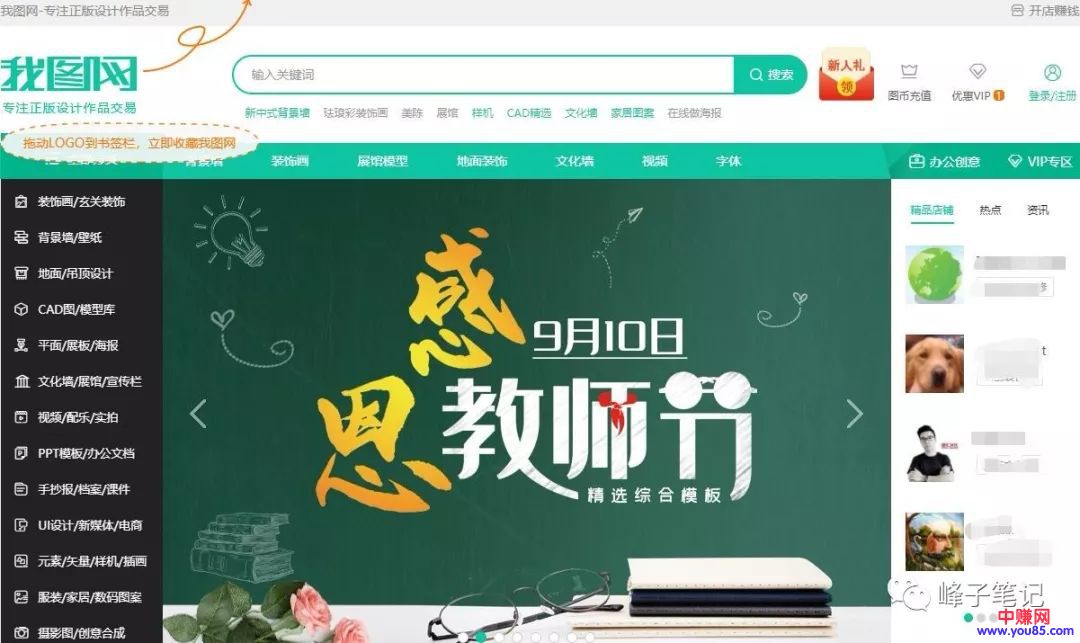 我图网-专注正版设计作品交易
开店赚钱
我图网
专注正版设计作品交易
输入关键词
搜索
新人礼
领
图币充值
优惠VIP 1
登录/注册
新中式背景墙 珐琅彩装饰画 美陈 展馆 样机 CAD精选 文化墙 家居图案 在线做海报
拖动LOGO到书签栏，立即收藏我图网
装饰画 展馆模型 地面装饰 文化墙 视频 字体
办公创意 VIP专区
装饰画/玄关装饰
背景墙/壁纸
地面/吊顶设计
CAD图/模型库
平面/展板/海报
文化墙/展馆/宣传栏
视频/配乐/实拍
PPT模板/办公文档
手抄报/档案/课件
UI设计/新媒体/电商
元素/矢量/样机/插画
服装/家居/数码图案
摄影图/创意合成
感恩
9月10日
教师节
精选综合模板
精品店铺 热点 资讯
峰子笔记
中赚网
www.you85.com